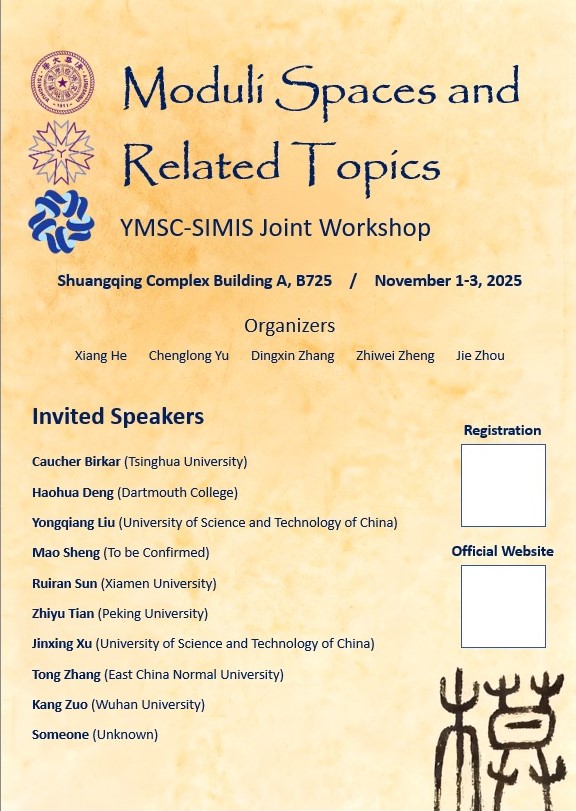 Moduli Spaces and
Related Topics
YMSC-SIMIS Joint Workshop
Shuangqing Complex Building A, B725 / November 1-3, 2025
Organizers
Xiang He Chenglong Yu Dingxin Zhang Zhiwei Zheng Jie Zhou
Invited Speakers
Caucher Birkar (Tsinghua University)
Haohua Deng (Dartmouth College)
Yongqiang Liu (University of Science and Technology of China)
Mao Sheng (To be Confirmed)
Ruiran Sun (Xiamen University)
Zhiyu Tian (Peking University)
Jinxing Xu (University of Science and Technology of China)
Tong Zhang (East China Normal University)
Kang Zuo (Wuhan University)
Someone (Unknown)
Registration
Official Website
模